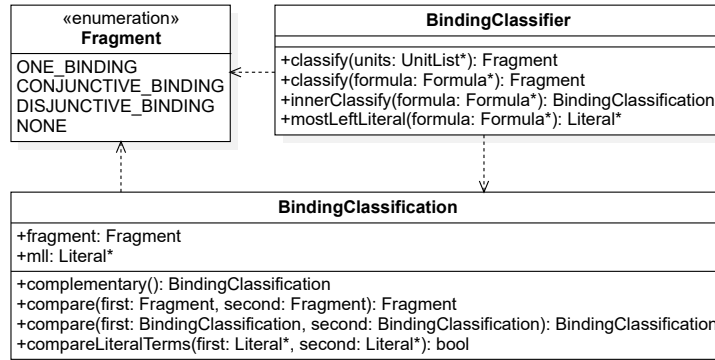 «enumeration»
Fragment
ONE_BINDING
CONJUNCTIVE_BINDING
DISJUNCTIVE_BINDING
NONE
BindingClassifier
+classify(units: UnitList*): Fragment
+classify(formula: Formula*): Fragment
+innerClassify(formula: Formula*): BindingClassification
+mostLeftLiteral(formula: Formula*): Literal*
BindingClassification
+fragment: Fragment
+mll: Literal*
+complementary(): BindingClassification
+compare(first: Fragment, second: Fragment): Fragment
+compare(first: BindingClassification, second: BindingClassification): BindingClassification
+compareLiteralTerms(first: Literal*, second: Literal*): bool